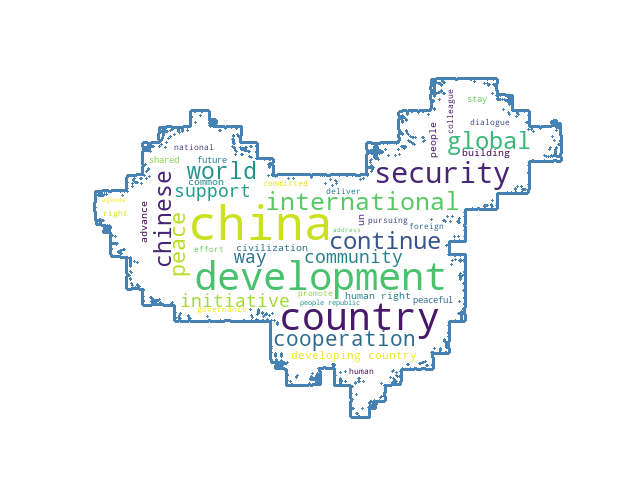 stay
colleague
dialogue
people
global
building
national
shared
future
world
common
committed
security
support
deliver
agenda
right
advance
chinese
peace
international
china
un
pursuing
foreign
address
continue
effort
civilization
way
community
development
initiative
promote
human right
peaceful
people republic
governance
country
cooperation
developing country
human